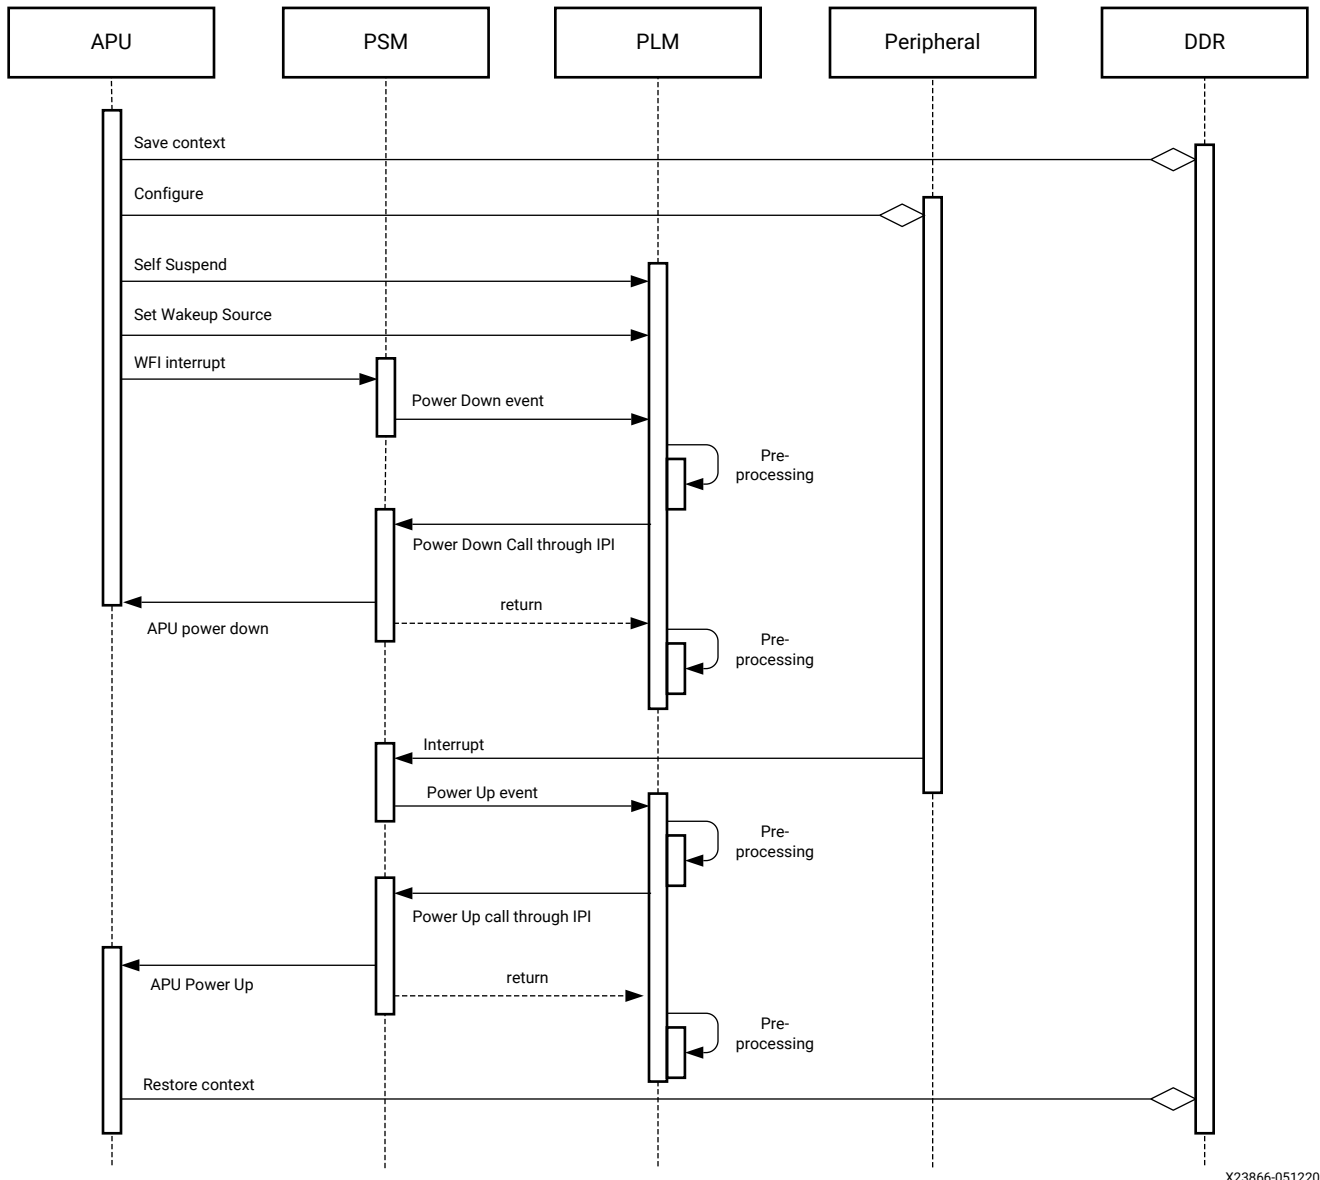 APU
PSM
PLM
Peripheral
DDR
Save context
Configure
Self Suspend
Set Wakeup Source
WFI interrupt
Power Down event
Pre-
processing
Power Down Call through IPI
return
APU power down
Pre-
processing
Interrupt
Power Up event
Pre-
processing
Power Up call through IPI
return
APU Power Up
Pre-
processing
Restore context
X23866-051220